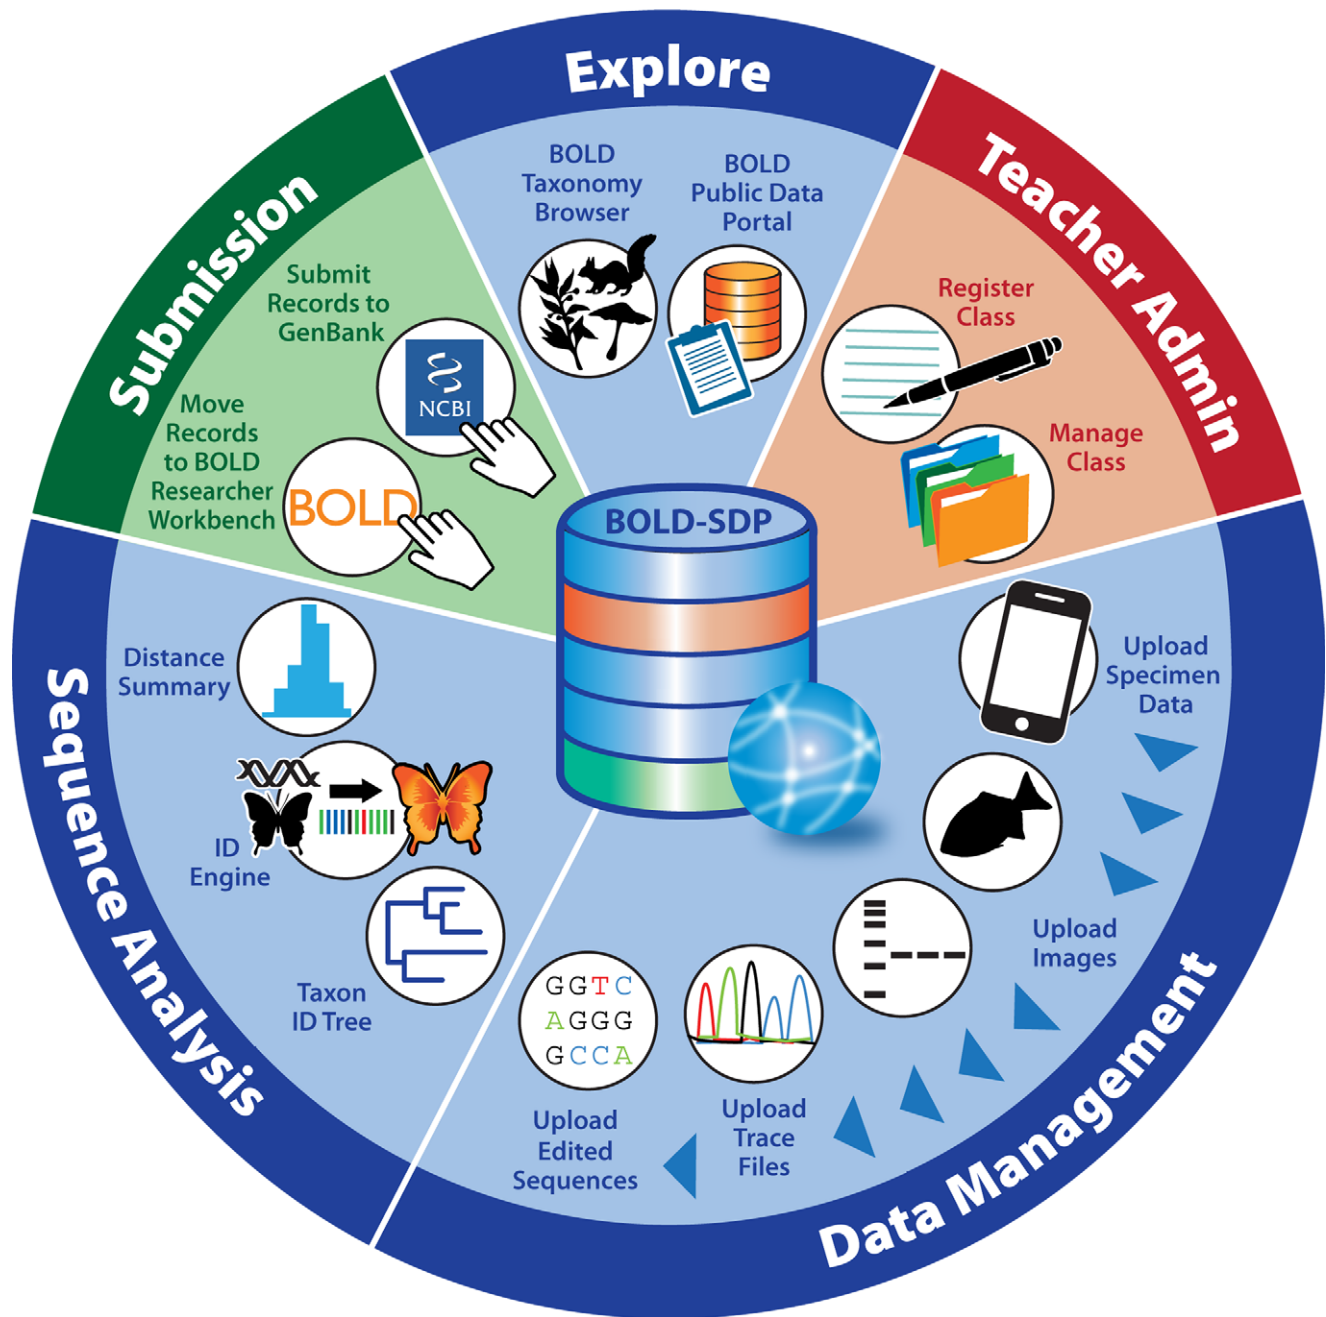 Explore
BOLD
Taxonomy
Browser
BOLD
Public Data
Portal
Teacher Admin
Register
Class
Manage
Class
Submission
Submit
Records to
GenBank
NCBI
Move
Records
to BOLD
Researcher
Workbench
BOLD
BOLD-SDP
Upload
Specimen
Data
Upload
Images
Data Management
Upload
Trace
Files
GGTC
AGGG
GCCA
Upload
Edited
Sequences
Sequence Analysis
Distance
Summary
ID
Engine
Taxon
ID Tree